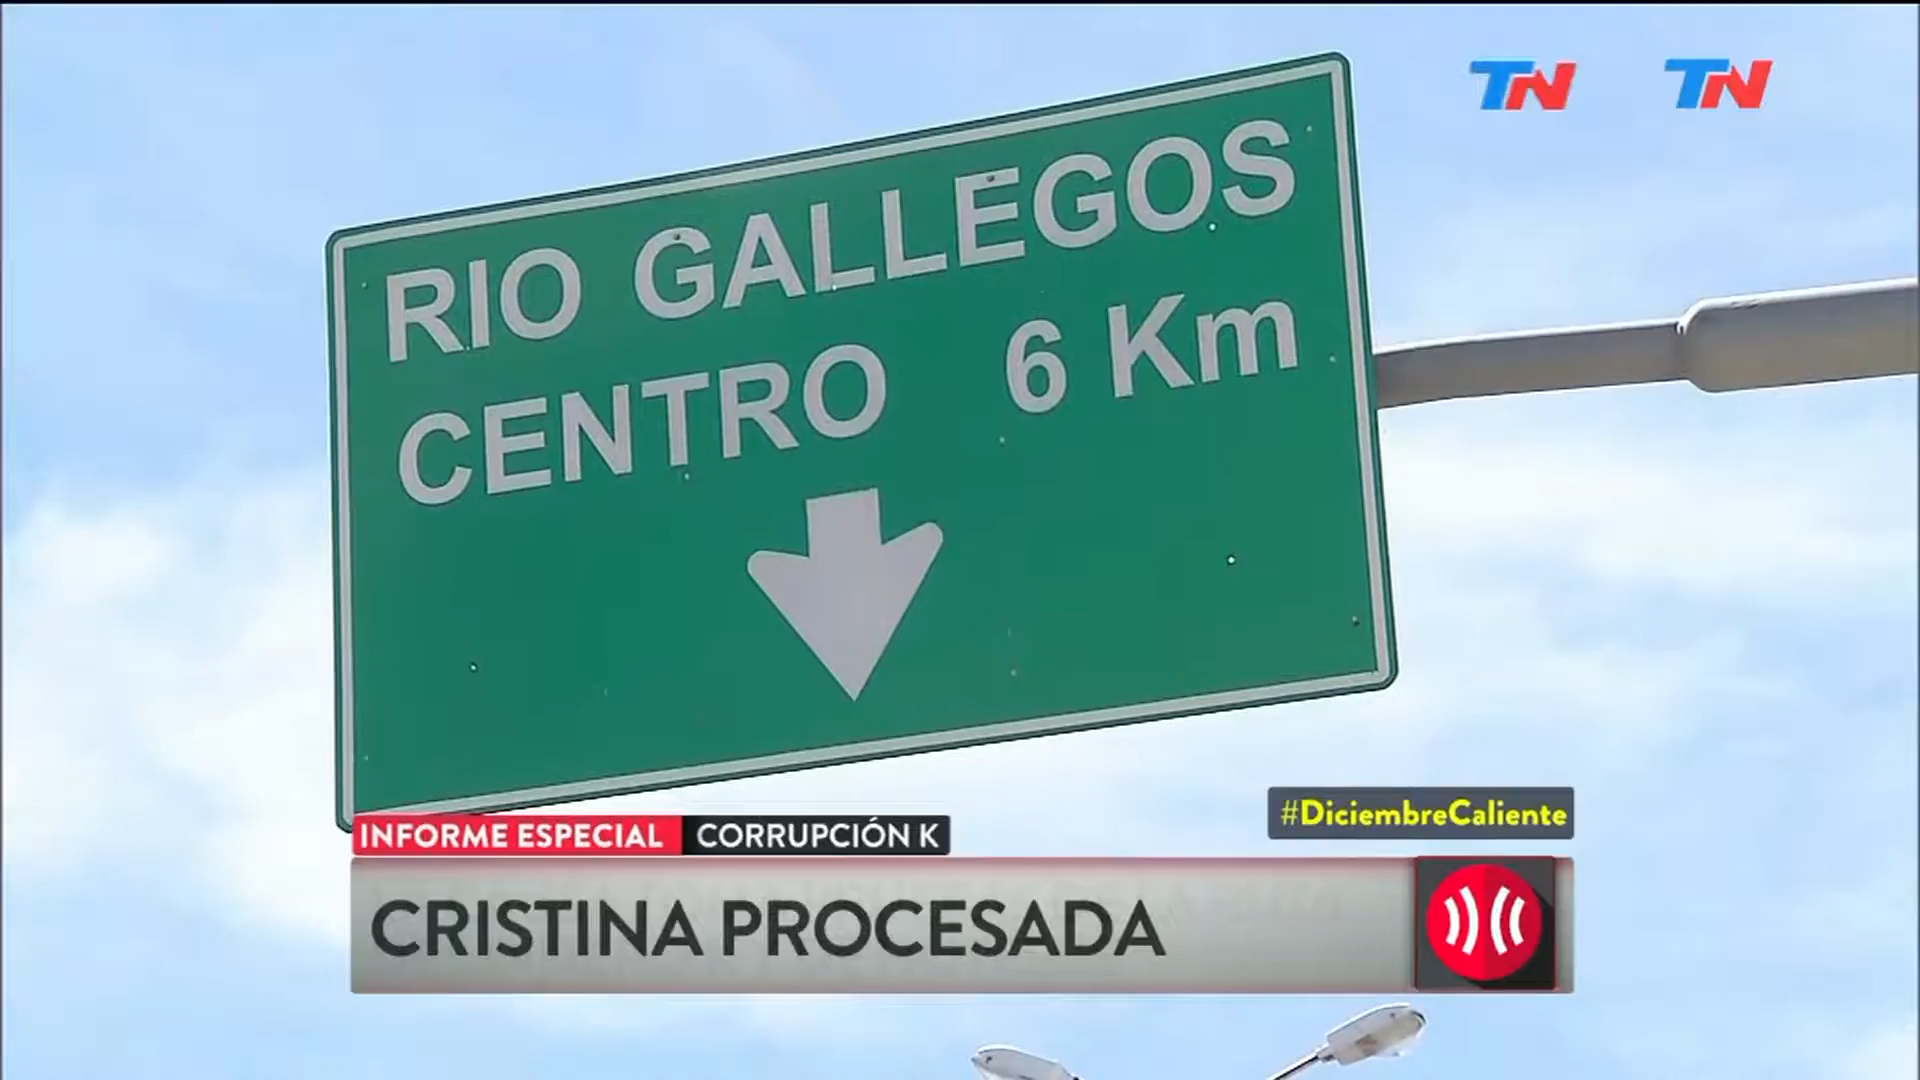 TN TN
RIO GALLEGOS
CENTRO 6 Km
#DiciembreCaliente
INFORME ESPECIAL CORRUPCIÓN K
CRISTINA PROCESADA